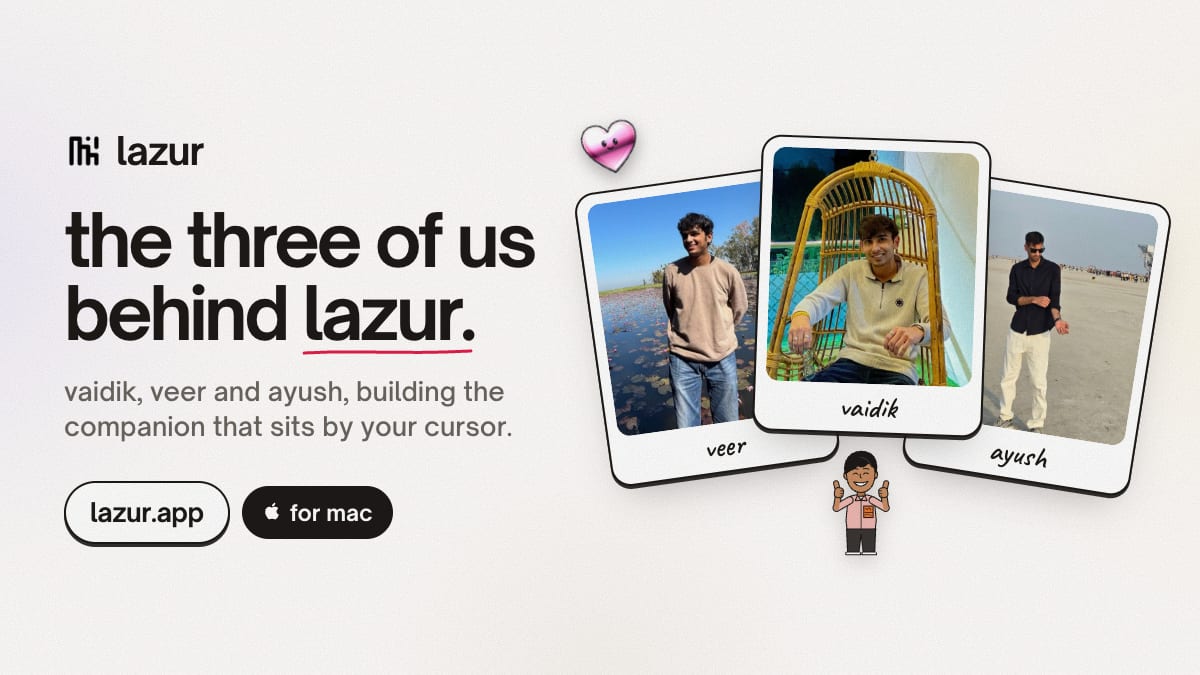 lazur
the three of us
behind lazur.
vaidik, veer and ayush, building the
companion that sits by your cursor.
lazur.app
for mac
veer
vaidik
ayush